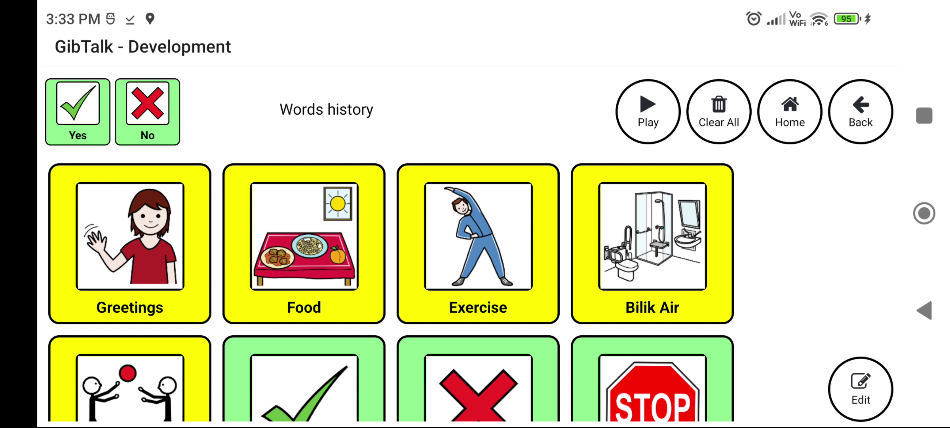 3:33 PM
Vo
WiFi
6
95
GibTalk - Development
Yes
No
Words history
Play
Clear All
Home
Back
Greetings
Food
Exercise
Bilik Air
STOP
Edit